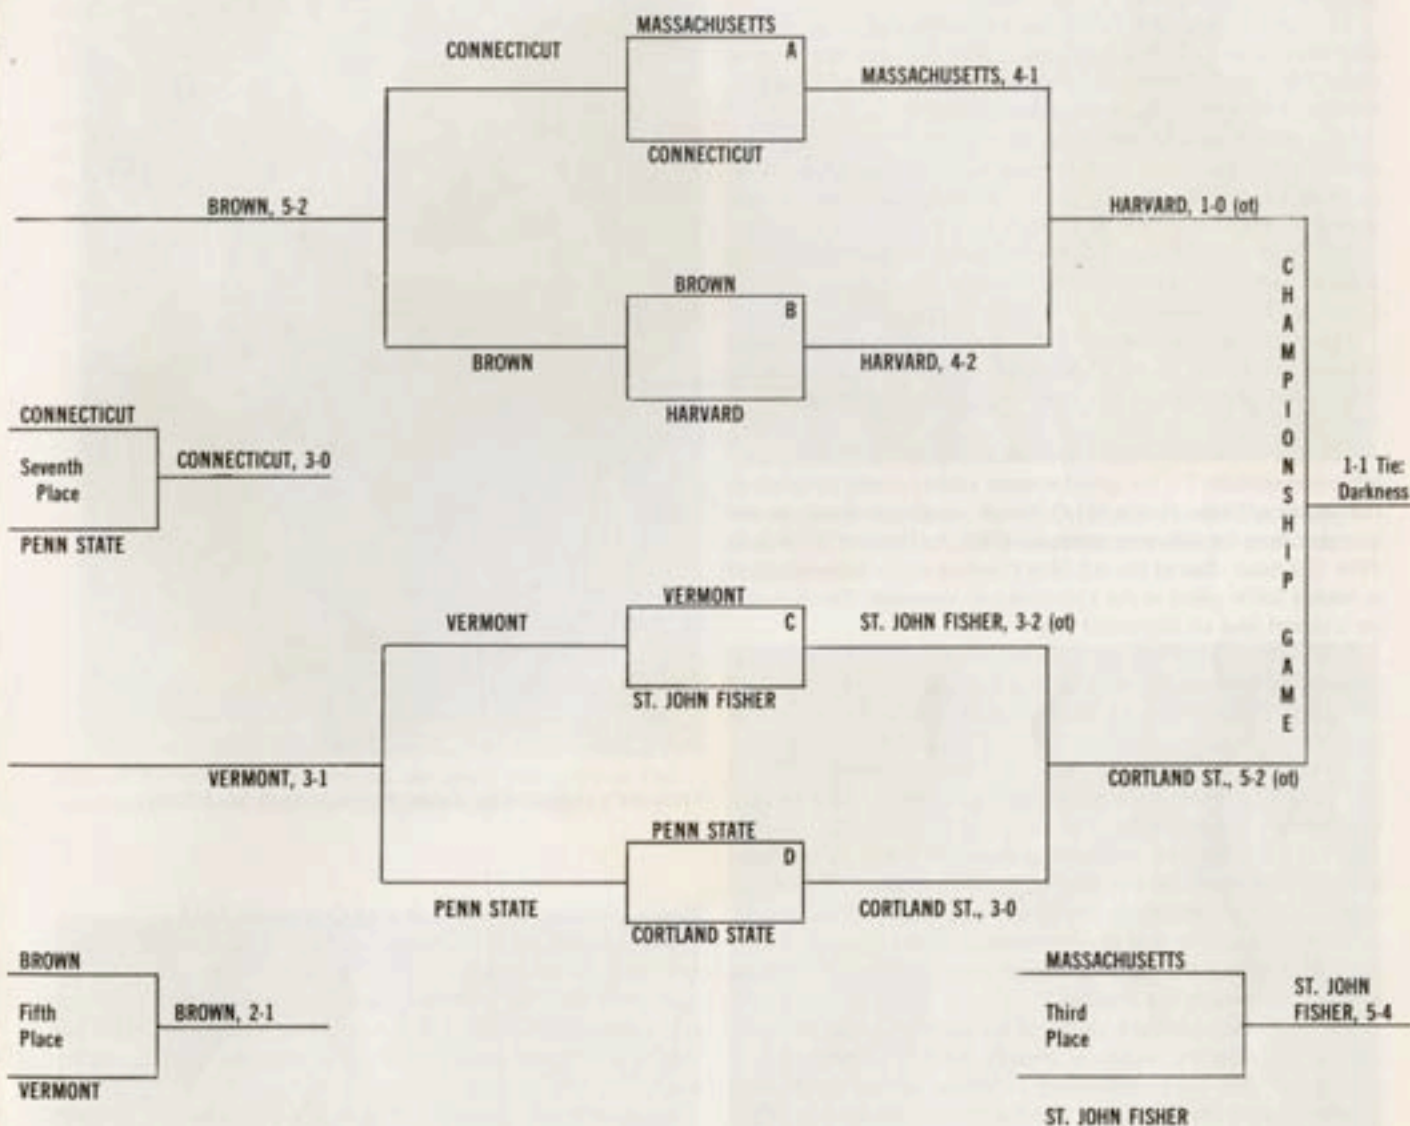 MASSACHUSETTS
CONNECTICUT
A
MASSACHUSETTS, 4-1
CONNECTICUT
BROWN, 5-2
HARVARD, 1-0 (ot)
BROWN
B
BROWN
HARVARD, 4-2
HARVARD
CHAMPIONSHIP GAME
1-1 Tie:
Darkness
CONNECTICUT
Seventh
Place
CONNECTICUT, 3-0
PENN STATE
VERMONT
VERMONT
C
ST. JOHN FISHER, 3-2 (ot)
ST. JOHN FISHER
VERMONT, 3-1
CORTLAND ST., 5-2 (ot)
PENN STATE
D
PENN STATE
CORTLAND ST., 3-0
CORTLAND STATE
BROWN
Fifth
Place
BROWN, 2-1
VERMONT
MASSACHUSETTS
Third
Place
ST. JOHN
FISHER, 5-4
ST. JOHN FISHER